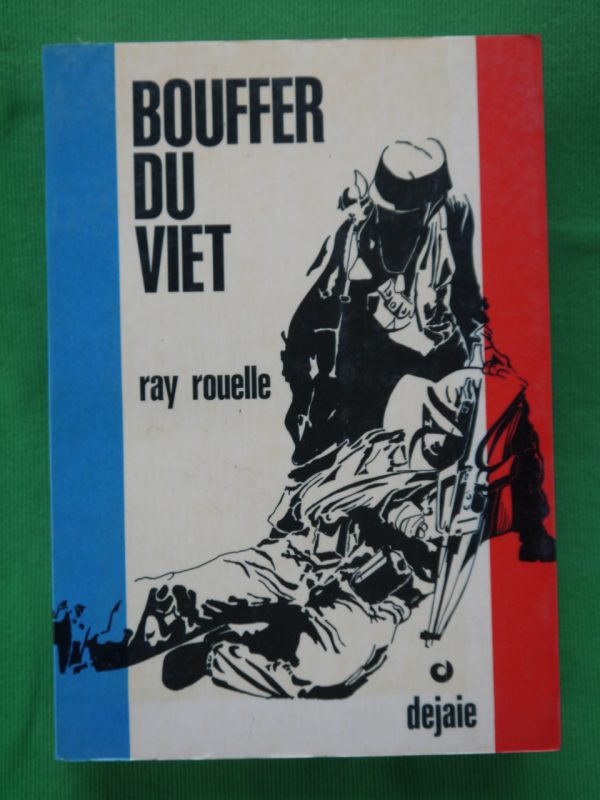 BOUFFER
DU
VIET
ray rouelle
dejaie